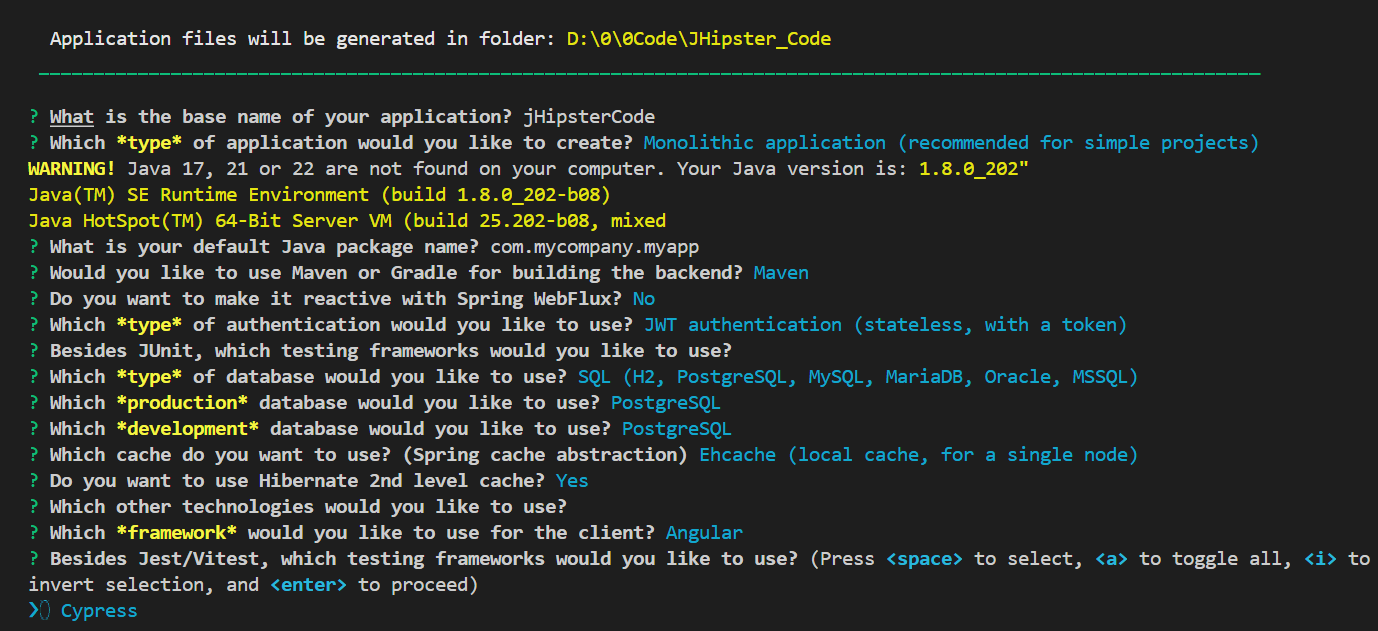 Application files will be generated in folder: D:\0\0Code\JHipster_Code
? What is the base name of your application? jHipsterCode
? Which *type* of application would you like to create? Monolithic application (recommended for simple projects)
WARNING! Java 17, 21 or 22 are not found on your computer. Your Java version is: 1.8.0_202"
Java(TM) SE Runtime Environment (build 1.8.0_202-b08)
Java HotSpot(TM) 64-Bit Server VM (build 25.202-b08, mixed
? What is your default Java package name? com.mycompany.myapp
? Would you like to use Maven or Gradle for building the backend? Maven
? Do you want to make it reactive with Spring WebFlux? No
? Which *type* of authentication would you like to use? JWT authentication (stateless, with a token)
? Besides JUnit, which testing frameworks would you like to use?
? Which *type* of database would you like to use? SQL (H2, PostgreSQL, MySQL, MariaDB, Oracle, MSSQL)
? Which *production* database would you like to use? PostgreSQL
? Which *development* database would you like to use? PostgreSQL
? Which cache do you want to use? (Spring cache abstraction) Ehcache (local cache, for a single node)
? Do you want to use Hibernate 2nd level cache? Yes
? Which other technologies would you like to use?
? Which *framework* would you like to use for the client? Angular
? Besides Jest/Vitest, which testing frameworks would you like to use? (Press <space> to select, <a> to toggle all, <i> to
invert selection, and <enter> to proceed)
❯◯ Cypress